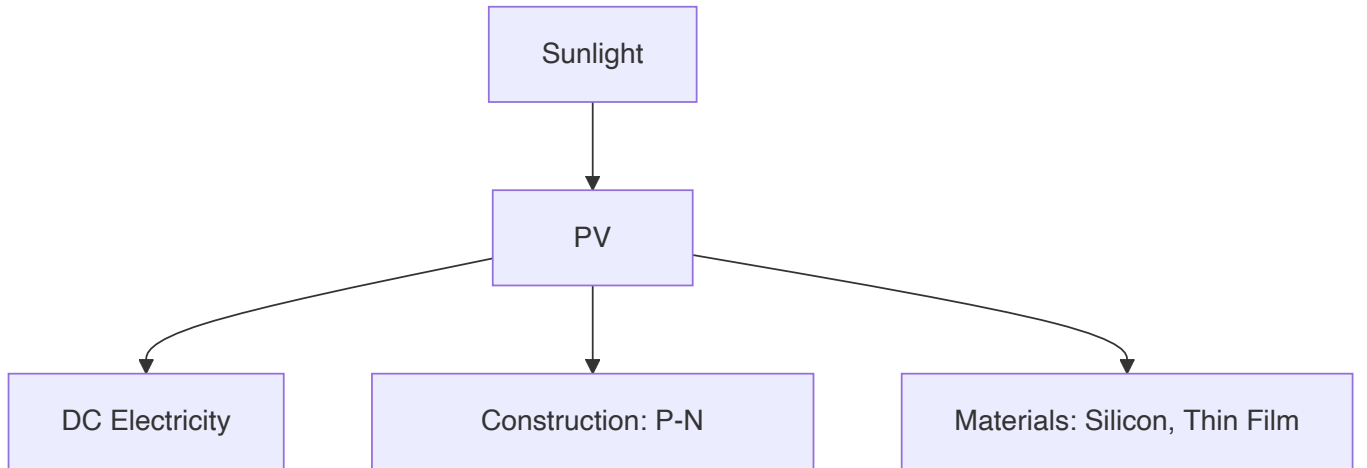 Sunlight
PV
DC Electricity
Construction: P-N
Materials: Silicon, Thin Film